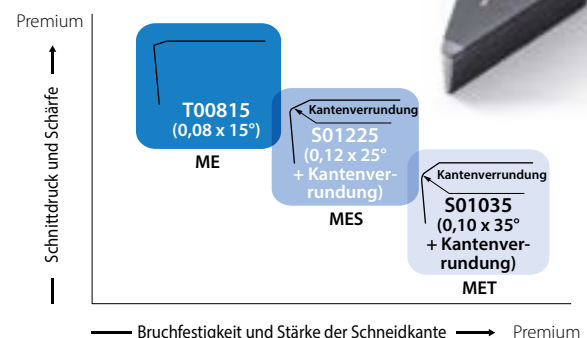 Premium
Schnittdruck und Schärfe
T00815
(0,08 x 15°)
ME
Kantenverrundung
S01225
(0,12 x 25°
+ Kantenver-
rundung)
MES
Kantenverrundung
S01035
(0,10 x 35°
+ Kantenver-
rundung)
MET
Bruchfestigkeit und Stärke der Schneidkante
Premium